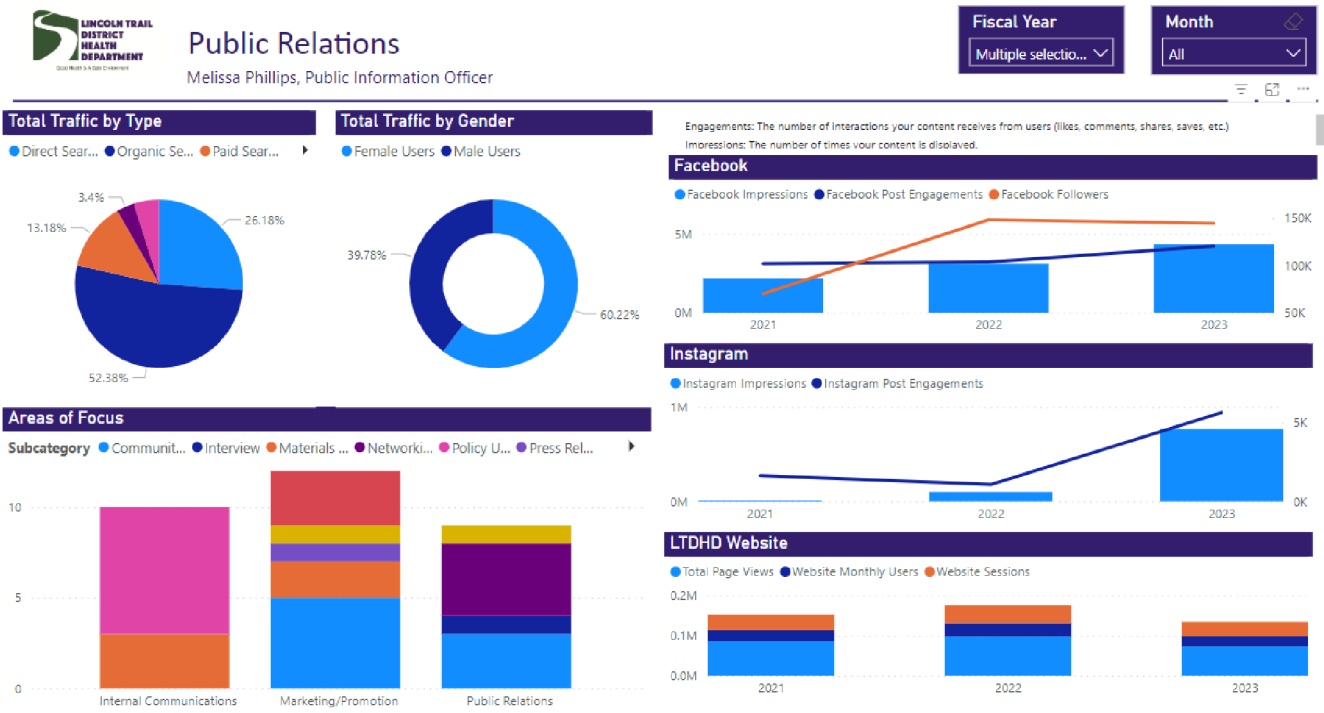 LINCOLN TRAIL
DISTRICT
HEALTH
DEPARTMENT
Public Relations
Melissa Phillips, Public Information Officer
Fiscal Year
Multiple selectio...
Month
All
Total Traffic by Type
Direct Sear... Organic Se... Paid Sear...
3.4%
13.18%
26.18%
52.38%
Total Traffic by Gender
Female Users Male Users
39.78%
60.22%
Areas of Focus
Subcategory Communit... Interview Materials ... Networki... Policy U... Press Rel...
10
5
0
Internal Communications Marketing/Promotion Public Relations
Engagements: The number of interactions your content receives from users (likes, comments, shares, saves, etc.)
Impressions: The number of times your content is displayed.
Facebook
Facebook Impressions Facebook Post Engagements Facebook Followers
150K
5M
100K
0M 50K
2021 2022 2023
Instagram
Instagram Impressions Instagram Post Engagements
1M
5K
0M 0K
2021 2022 2023
LTDHD Website
Total Page Views Website Monthly Users Website Sessions
0.2M
0.1M
0.0M
2021 2022 2023